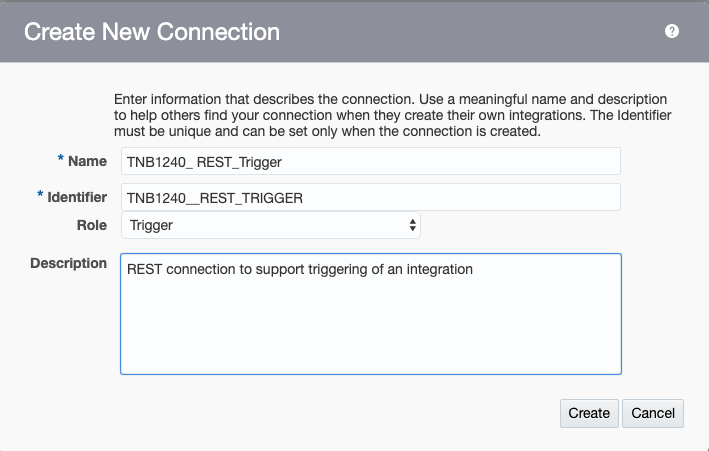 Create New Connection
?
Enter information that describes the connection. Use a meaningful name and description
to help others find your connection when they create their own integrations. The Identifier
must be unique and can be set only when the connection is created.
* Name TNB1240_ REST_Trigger
* Identifier TNB1240__REST_TRIGGER
Role Trigger
Description REST connection to support triggering of an integration
Create Cancel